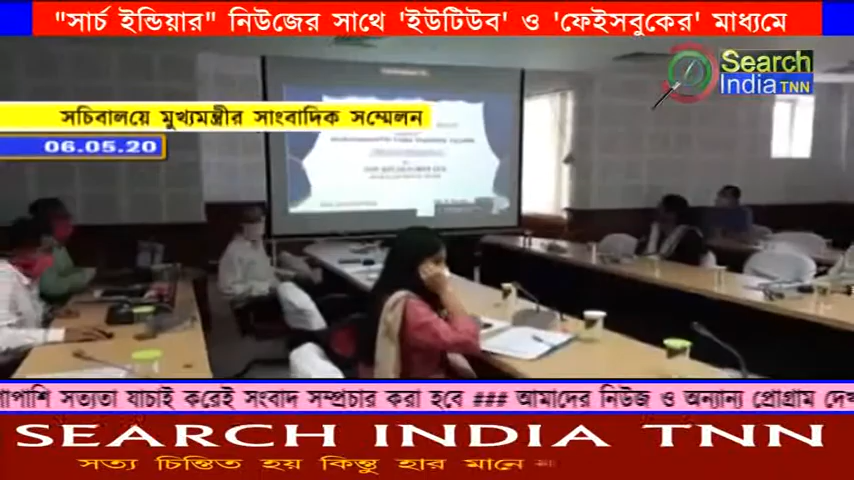 "সার্চ ইন্ডিয়ার" নিউজের সাথে 'ইউটিউব' ও 'ফেইসবুকের' মাধ্যমে
Search
India TNN
সচিবালয়ে মুখ্যমন্ত্রীর সাংবাদিক সম্মেলন
06.05.20
সত্যতা যাচাই করেই সংবাদ সম্প্রচার করা হবে ### আমাদের নিউজ ও অন্যান্য প্রোগ্রাম
SEARCH INDIA TNN
সত্য চিন্তিত হয় কিন্তু হার মানে